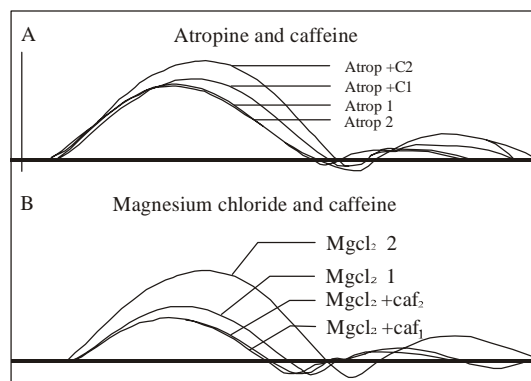 A
Atropine and caffeine
Atrop +C2
Atrop +C1
Atrop 1
Atrop 2
B
Magnesium chloride and caffeine
Mgcl₂ 2
Mgcl₂ 1
Mgcl₂ +caf₂
Mgcl₂ +caf₁